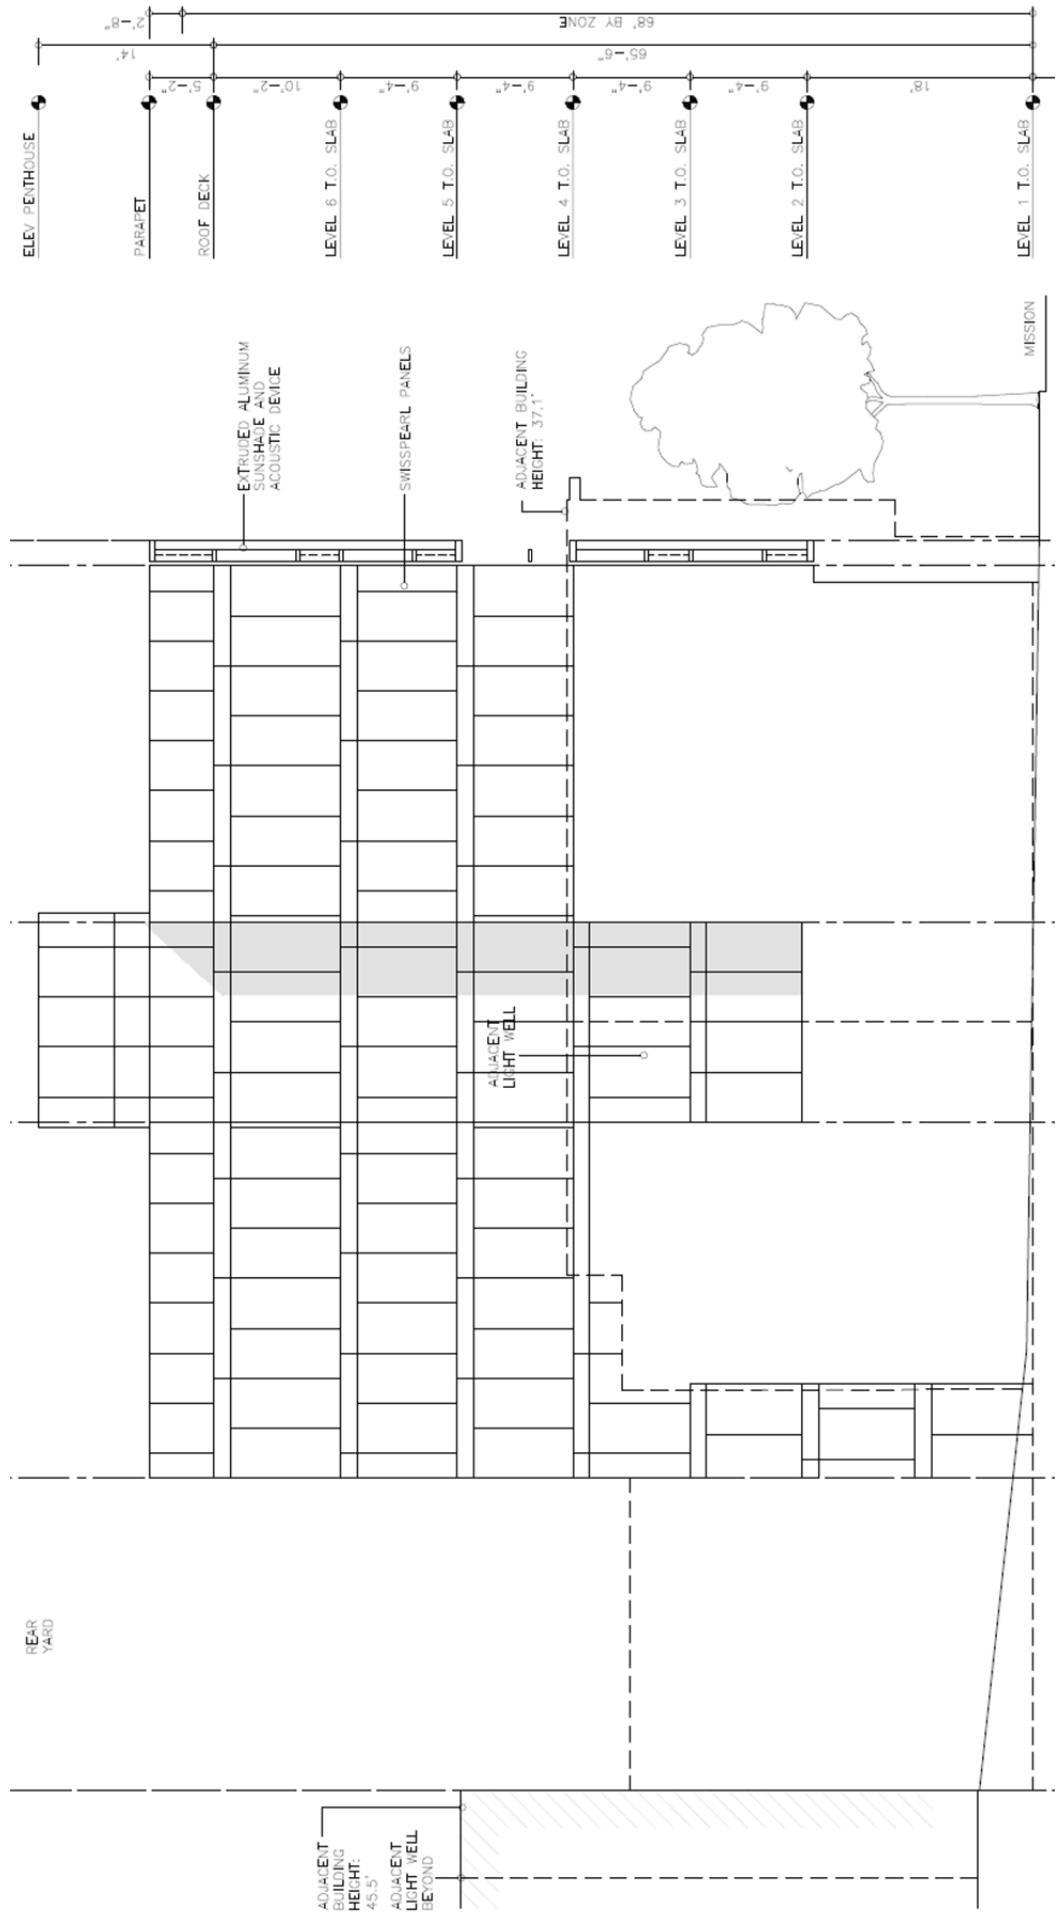 ELEV PENTHOUSE
PARAPET
ROOF DECK
LEVEL 6 T.O. SLAB
LEVEL 5 T.O. SLAB
LEVEL 4 T.O. SLAB
LEVEL 3 T.O. SLAB
LEVEL 2 T.O. SLAB
LEVEL 1 T.O. SLAB
2'-8"
68' BY ZONE
14'
65'-6"
5'-2"
10'-2"
9'-4"
9'-4"
9'-4"
9'-4"
18'
EXTRUDED ALUMINUM
SUNSHADE AND
ACOUSTIC DEVICE
SWISSPEARL PANELS
ADJACENT BUILDING
HEIGHT: 37.1'
MISSION
ADJACENT
LIGHT WELL
REAR
YARD
ADJACENT
BUILDING
HEIGHT:
45.5'
ADJACENT
LIGHT WELL
BEYOND